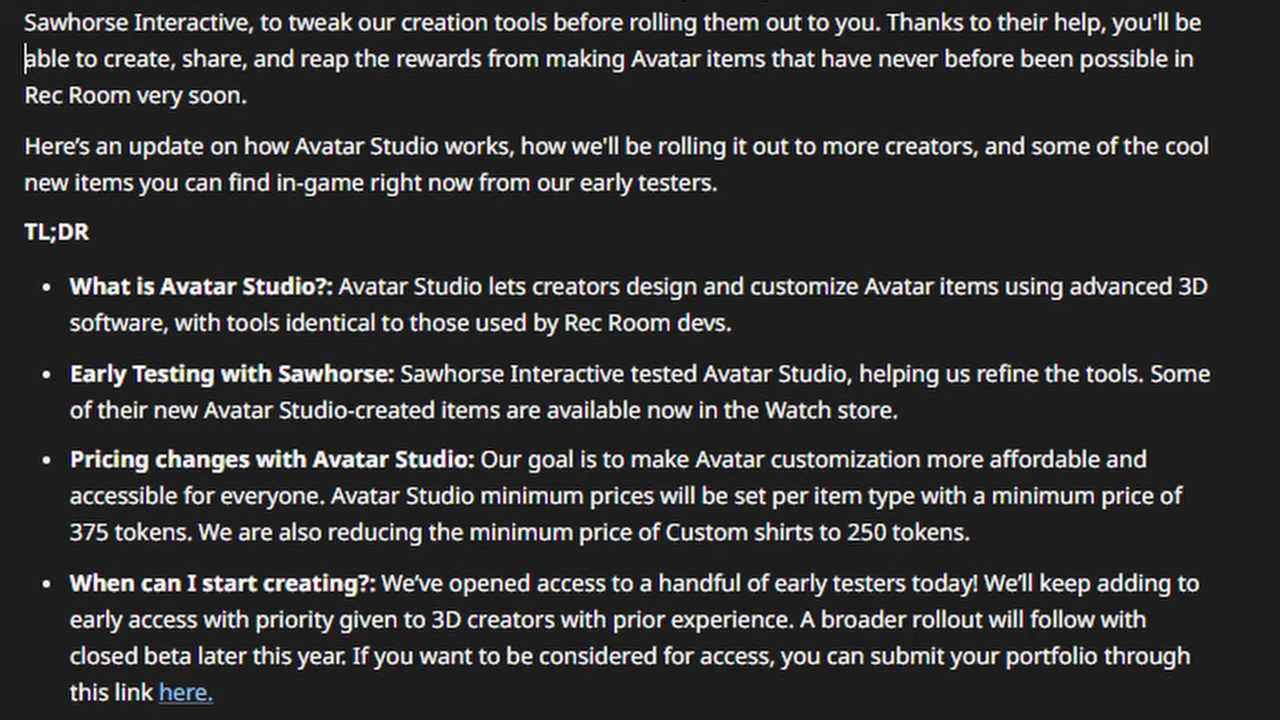 Sawhorse Interactive, to tweak our creation tools before rolling them out to you. Thanks to their help, you'll be
able to create, share, and reap the rewards from making Avatar items that have never before been possible in
Rec Room very soon.
Here’s an update on how Avatar Studio works, how we'll be rolling it out to more creators, and some of the cool
new items you can find in-game right now from our early testers.
TL;DR
• What is Avatar Studio?: Avatar Studio lets creators design and customize Avatar items using advanced 3D
software, with tools identical to those used by Rec Room devs.
• Early Testing with Sawhorse: Sawhorse Interactive tested Avatar Studio, helping us refine the tools. Some
of their new Avatar Studio-created items are available now in the Watch store.
• Pricing changes with Avatar Studio: Our goal is to make Avatar customization more affordable and
accessible for everyone. Avatar Studio minimum prices will be set per item type with a minimum price of
375 tokens. We are also reducing the minimum price of Custom shirts to 250 tokens.
• When can I start creating?: We’ve opened access to a handful of early testers today! We’ll keep adding to
early access with priority given to 3D creators with prior experience. A broader rollout will follow with
closed beta later this year. If you want to be considered for access, you can submit your portfolio through
this link here.